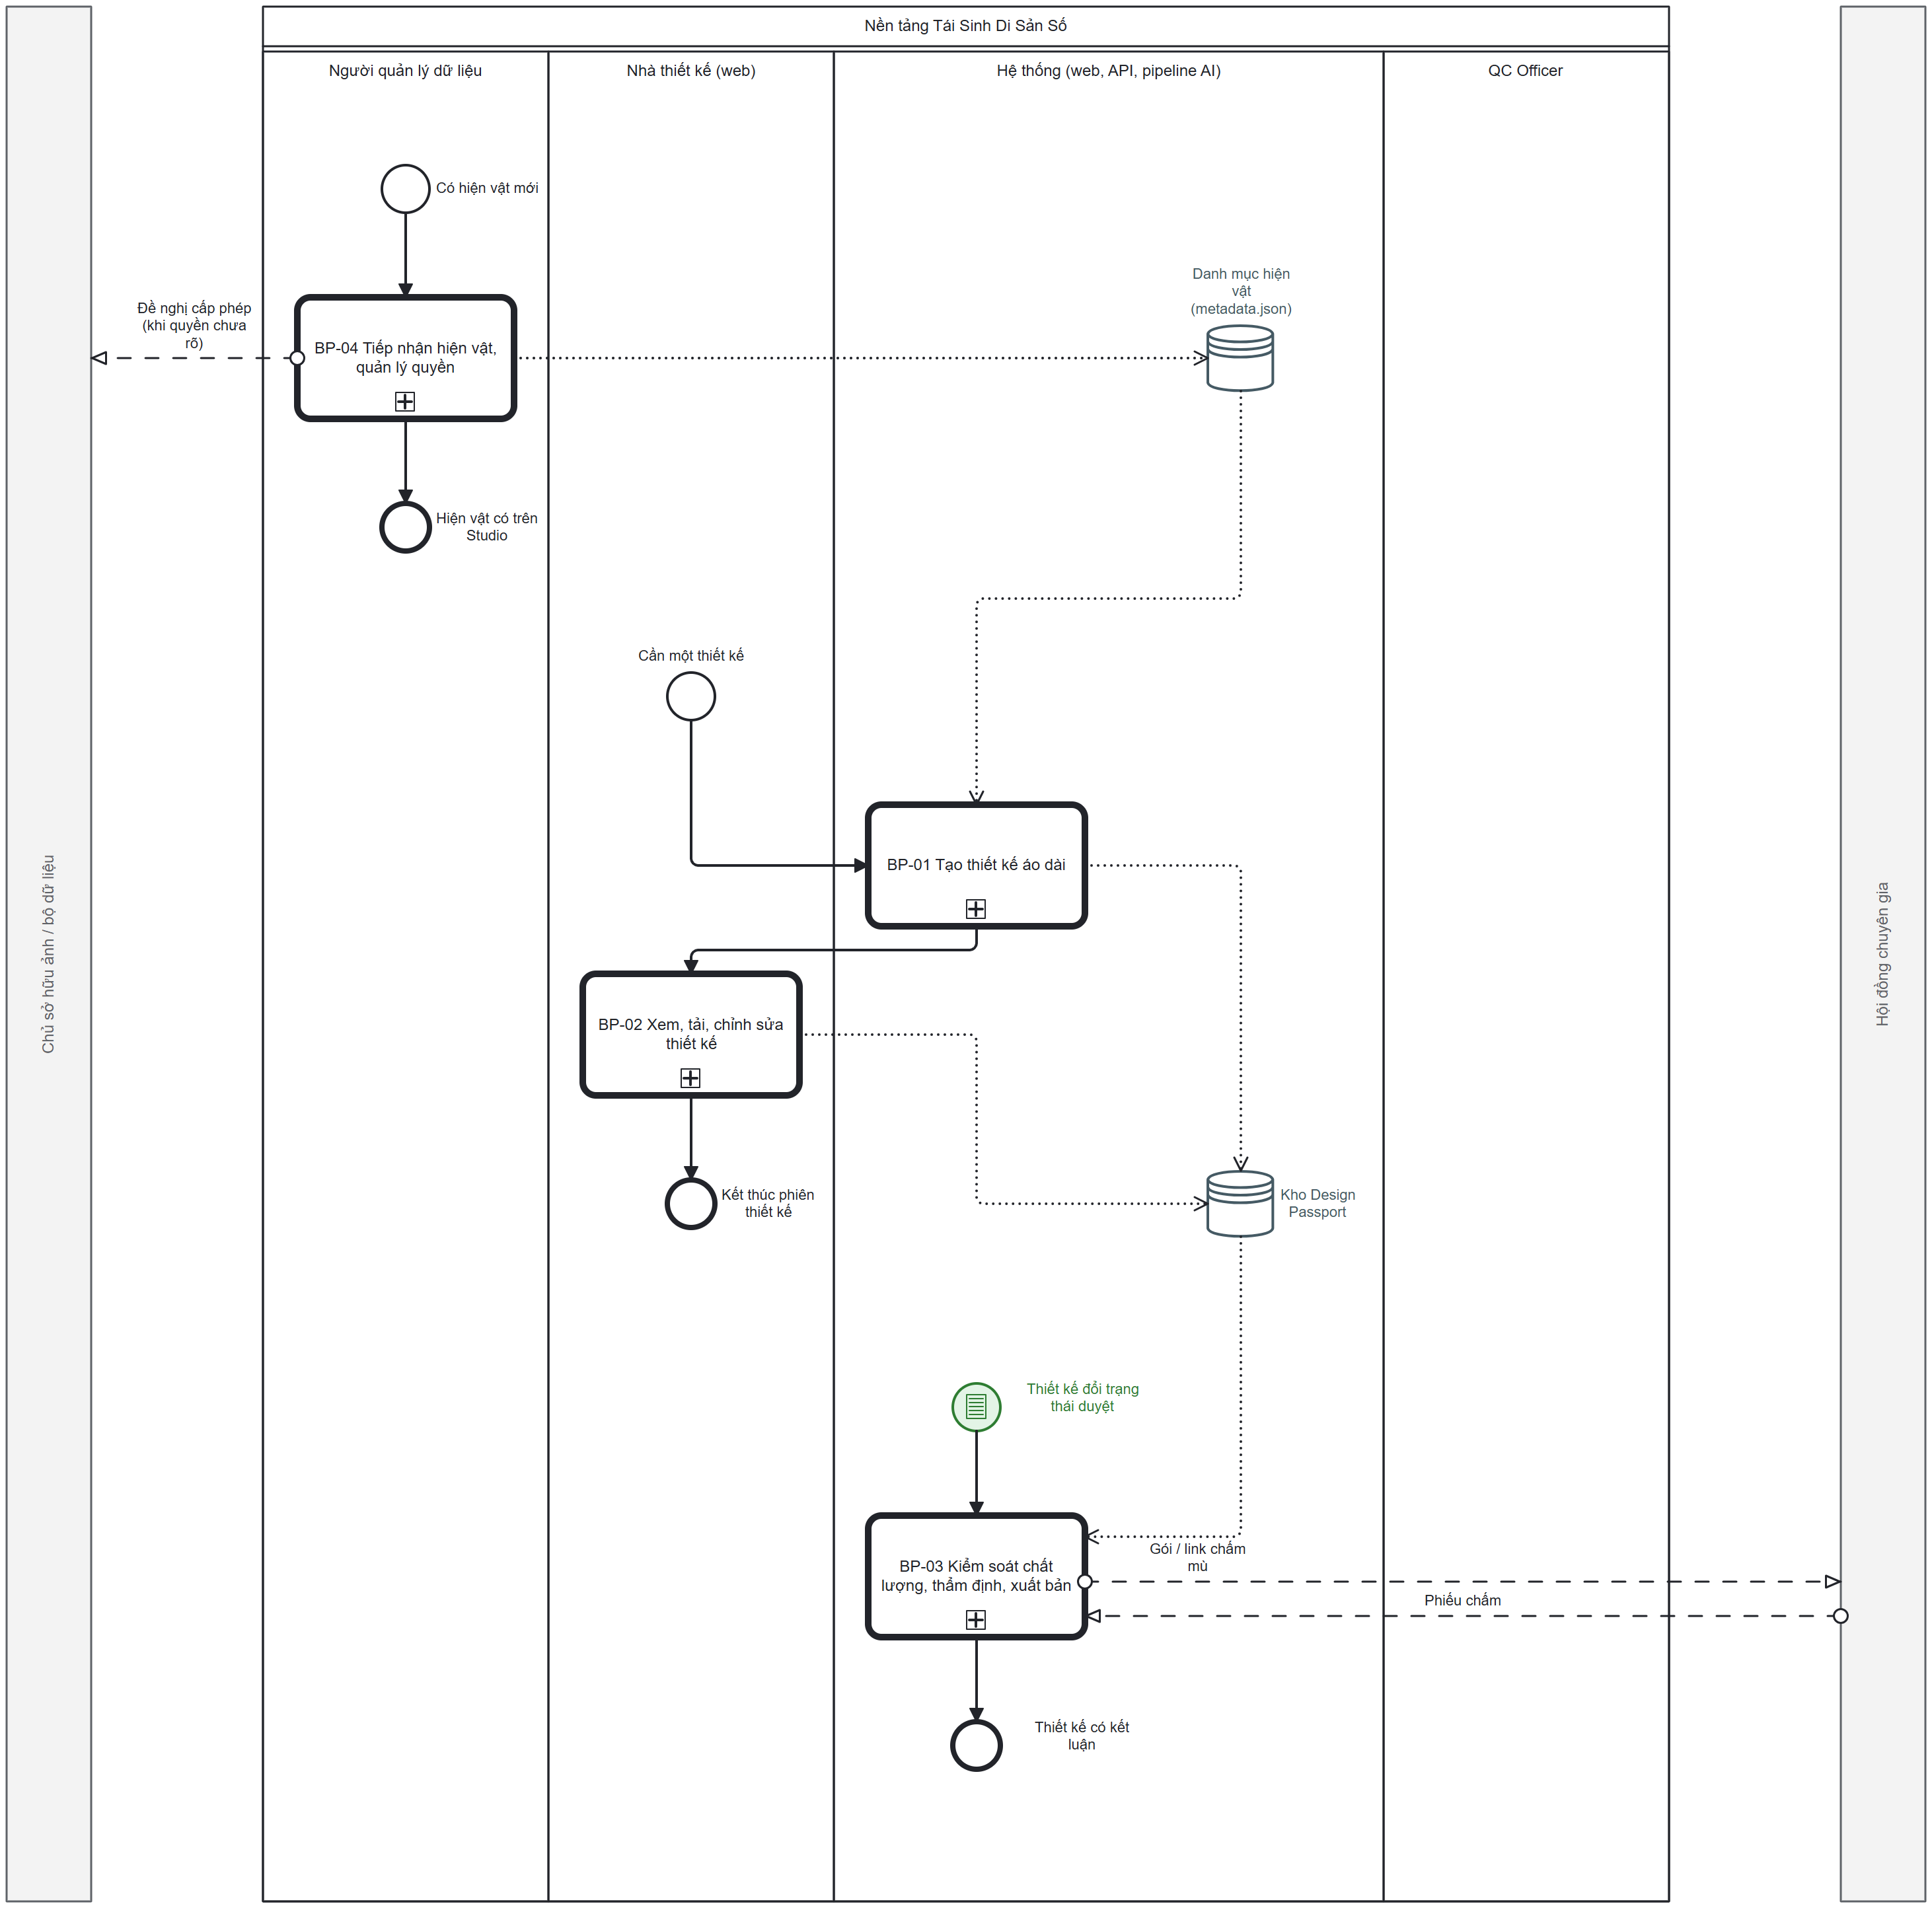 Nền tảng Tái Sinh Di Sản Số
Người quản lý dữ liệu
Nhà thiết kế (web)
Hệ thống (web, API, pipeline AI)
QC Officer
Có hiện vật mới
Danh mục hiện
vật
(metadata.json)
Đề nghị cấp phép
(khi quyền chưa
rõ)
BP-04 Tiếp nhận hiện vật,
quản lý quyền
Hiện vật có trên
Studio
Cần một thiết kế
BP-01 Tạo thiết kế áo dài
Chủ sở hữu ảnh / bộ dữ liệu
Hội đồng chuyên gia
BP-02 Xem, tải, chỉnh sửa
thiết kế
Kết thúc phiên
thiết kế
Kho Design
Passport
Thiết kế đổi trạng
thái duyệt
Gói / link chấm
mù
BP-03 Kiểm soát chất
lượng, thẩm định, xuất bản
Phiếu chấm
Thiết kế có kết
luận